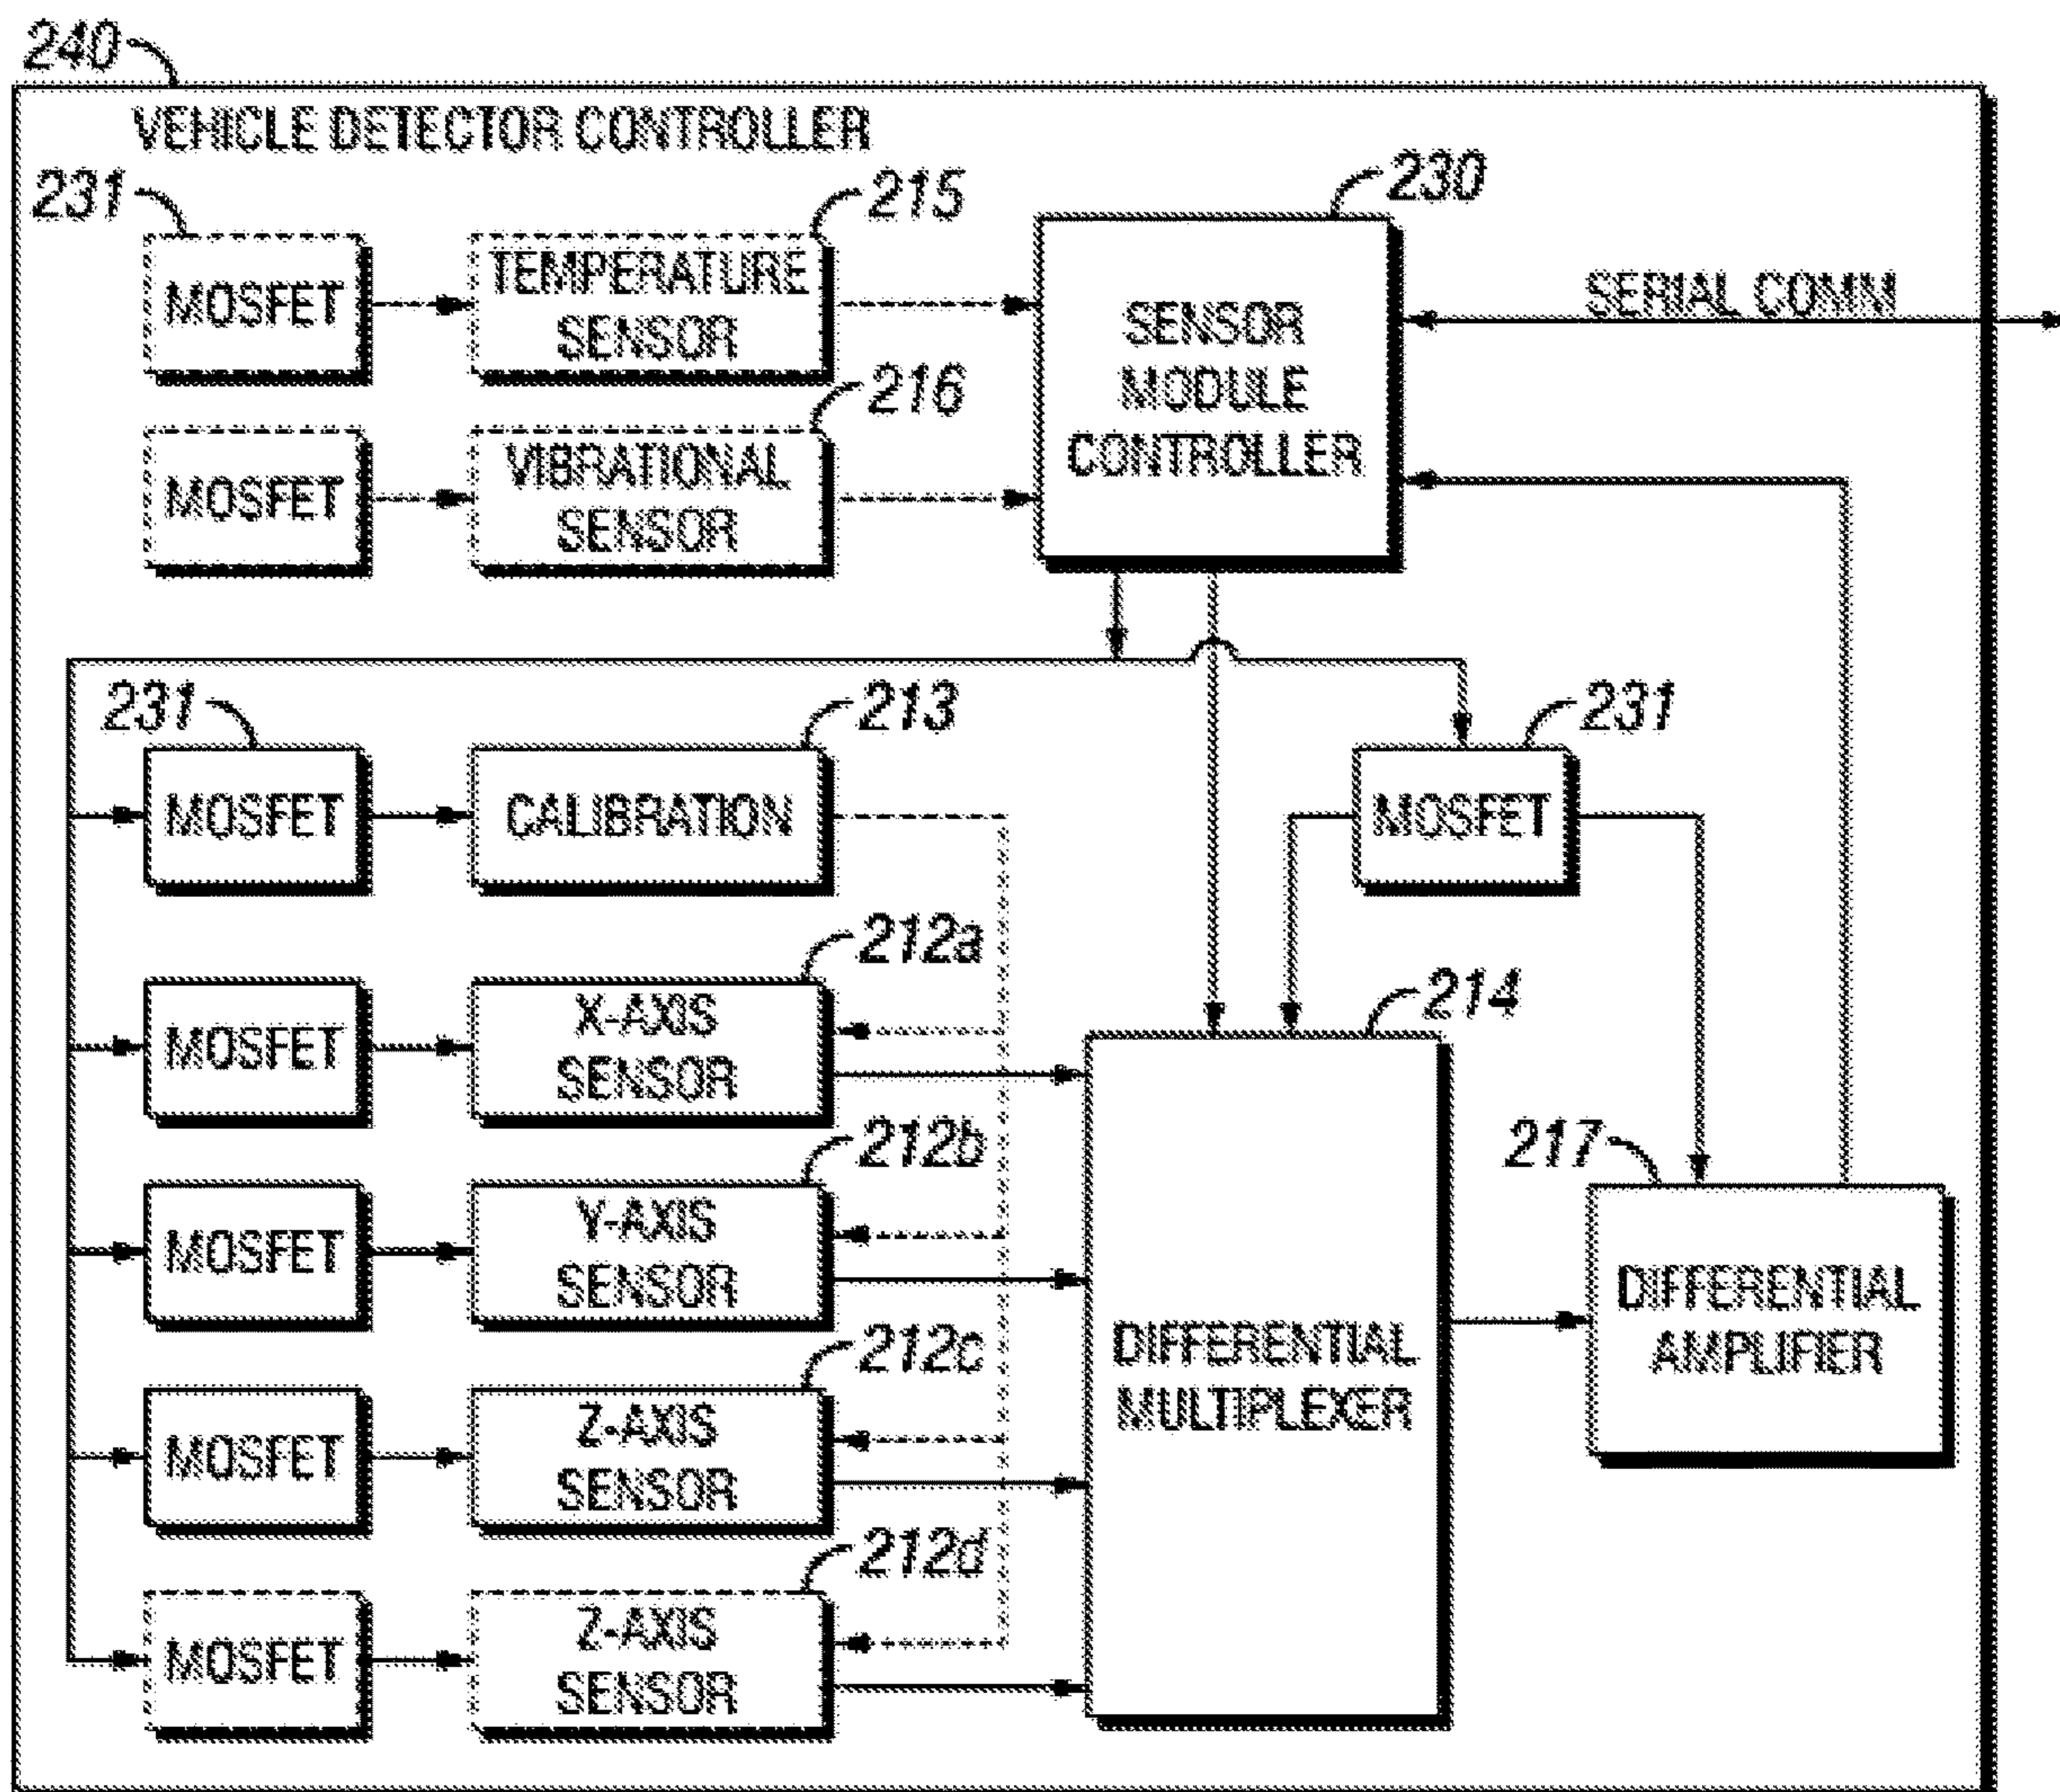 240
VEHICLE DETECTOR CONTROLLER
231
215
230
MOSFET
TEMPERATURE
SENSOR
SENSOR
MODULE
CONTROLLER
SERIAL COMM
216
MOSFET
VIBRATIONAL
SENSOR
231
213
231
MOSFET
CALIBRATION
MOSFET
212a
214
MOSFET
X-AXIS
SENSOR
212b
217
MOSFET
Y-AXIS
SENSOR
DIFFERENTIAL
MULTIPLEXER
DIFFERENTIAL
AMPLIFIER
212c
MOSFET
Z-AXIS
SENSOR
212d
MOSFET
Z-AXIS
SENSOR